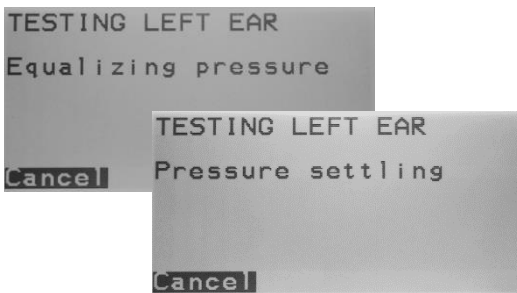 TESTING LEFT EAR
Equalizing pressure
Cancel
TESTING LEFT EAR
Pressure settling
Cancel